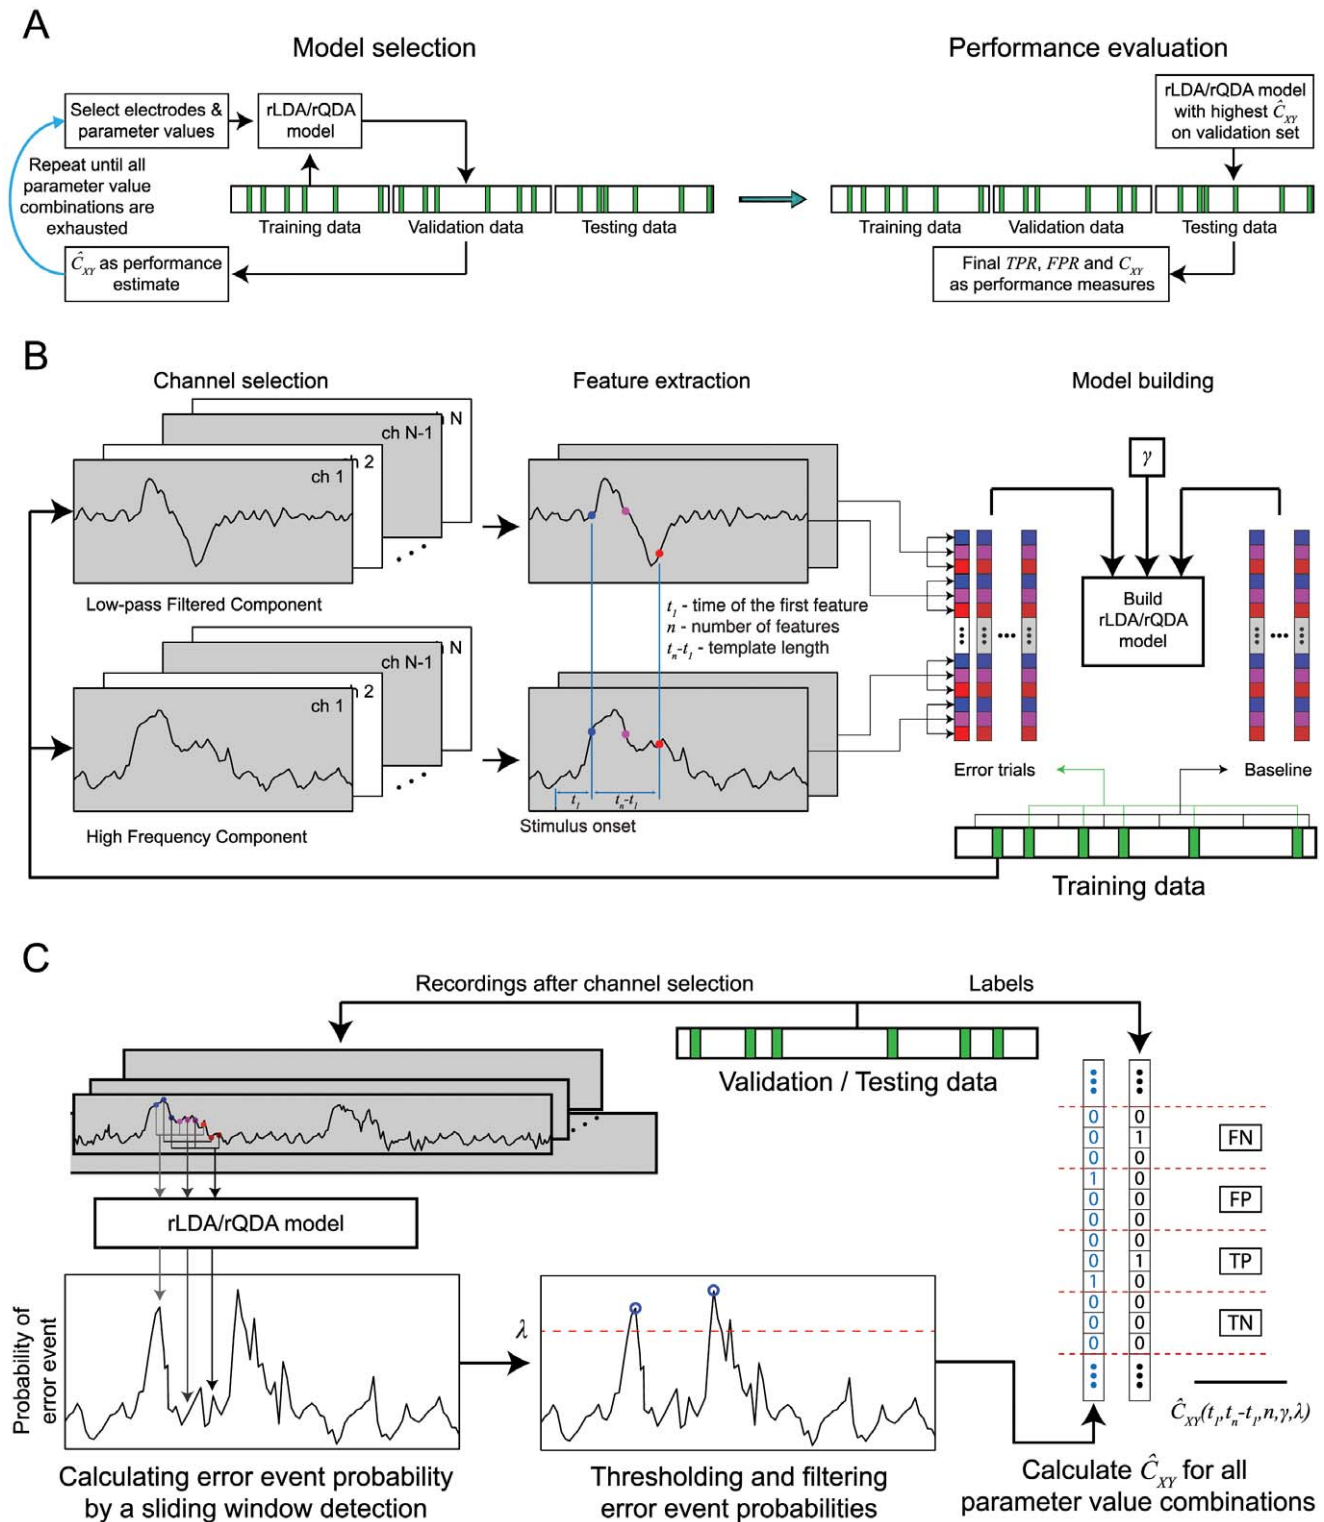 A
Model selection
Performance evaluation
Select electrodes &
parameter values
rLDA/rQDA
model
rLDA/rQDA model
with highest Ĉ_XY
on validation set
Repeat until all
parameter value
combinations are
exhausted
Training data
Validation data
Testing data
Training data
Validation data
Testing data
Ĉ_XY as performance
estimate
Final TPR, FPR and C_XY
as performance measures
B
Channel selection
Feature extraction
Model building
N
ch N-1
2
ch 1
Low-pass Filtered Component
t_1 - time of the first feature
n - number of features
t_n-t_1 - template length
γ
Build
rLDA/rQDA
model
N
ch N-1
2
ch 1
High Frequency Component
t_1
t_n-t_1
Stimulus onset
Error trials
Baseline
Training data
C
Recordings after channel selection
Labels
Validation / Testing data
rLDA/rQDA model
Probability of
error event
λ
0 0
0 1
0 0
FN
1 0
0 0
0 0
FP
0 0
0 1
1 0
TP
0 0
0 0
0 0
TN
Ĉ_XY(t_1,t_n-t_1,n,γ,λ)
Calculating error event probability
by a sliding window detection
Thresholding and filtering
error event probabilities
Calculate Ĉ_XY for all
parameter value combinations